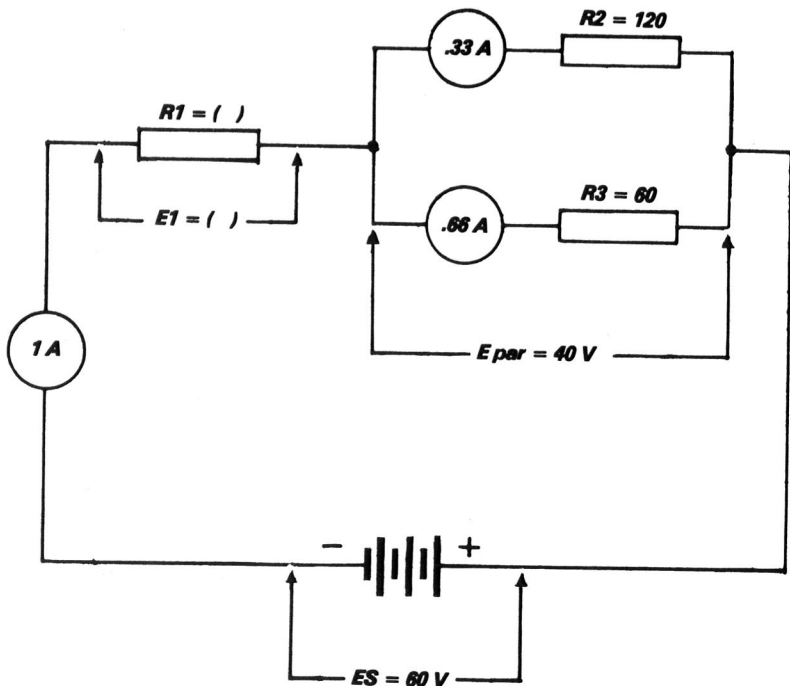 .33 A
R2 = 120
R1 = ( )
E1 = ( )
.66 A
R3 = 60
1 A
E par = 40 V
- +
ES = 60 V